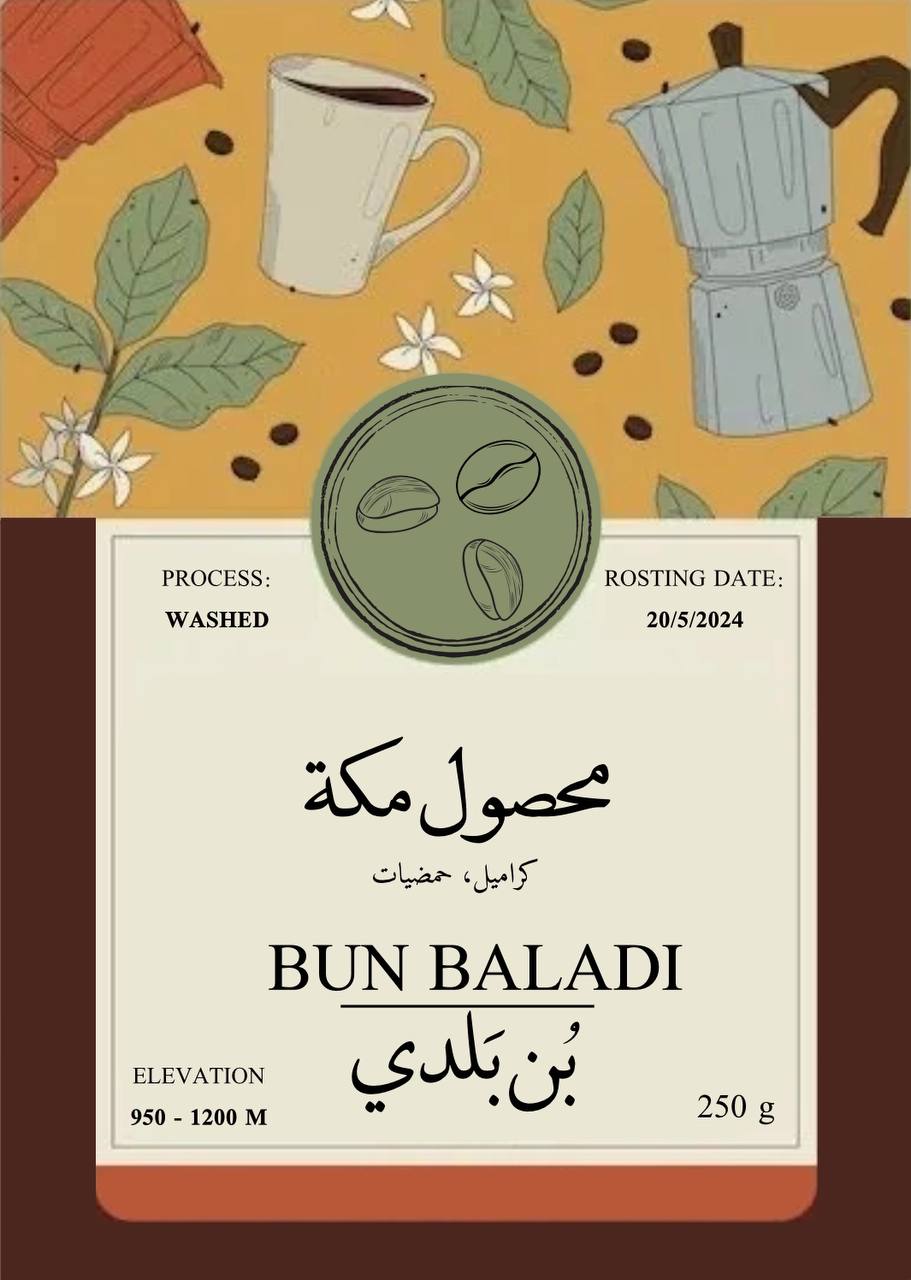 PROCESS:
WASHED
ROSTING DATE:
20/5/2024
محصول مكة
كراميل، حمضيات
BUN BALADI
بُن بَلدي
ELEVATION
950 - 1200 M
250 g